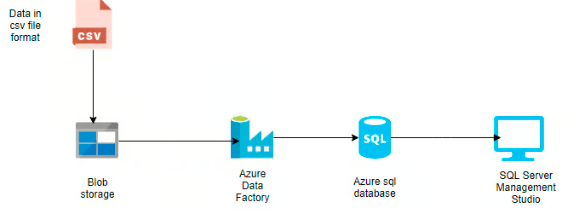 Data in
csv file
format
CSV
SQL
Blob
storage
Azure
Data
Factory
Azure sql
database
SQL Server
Management
Studio